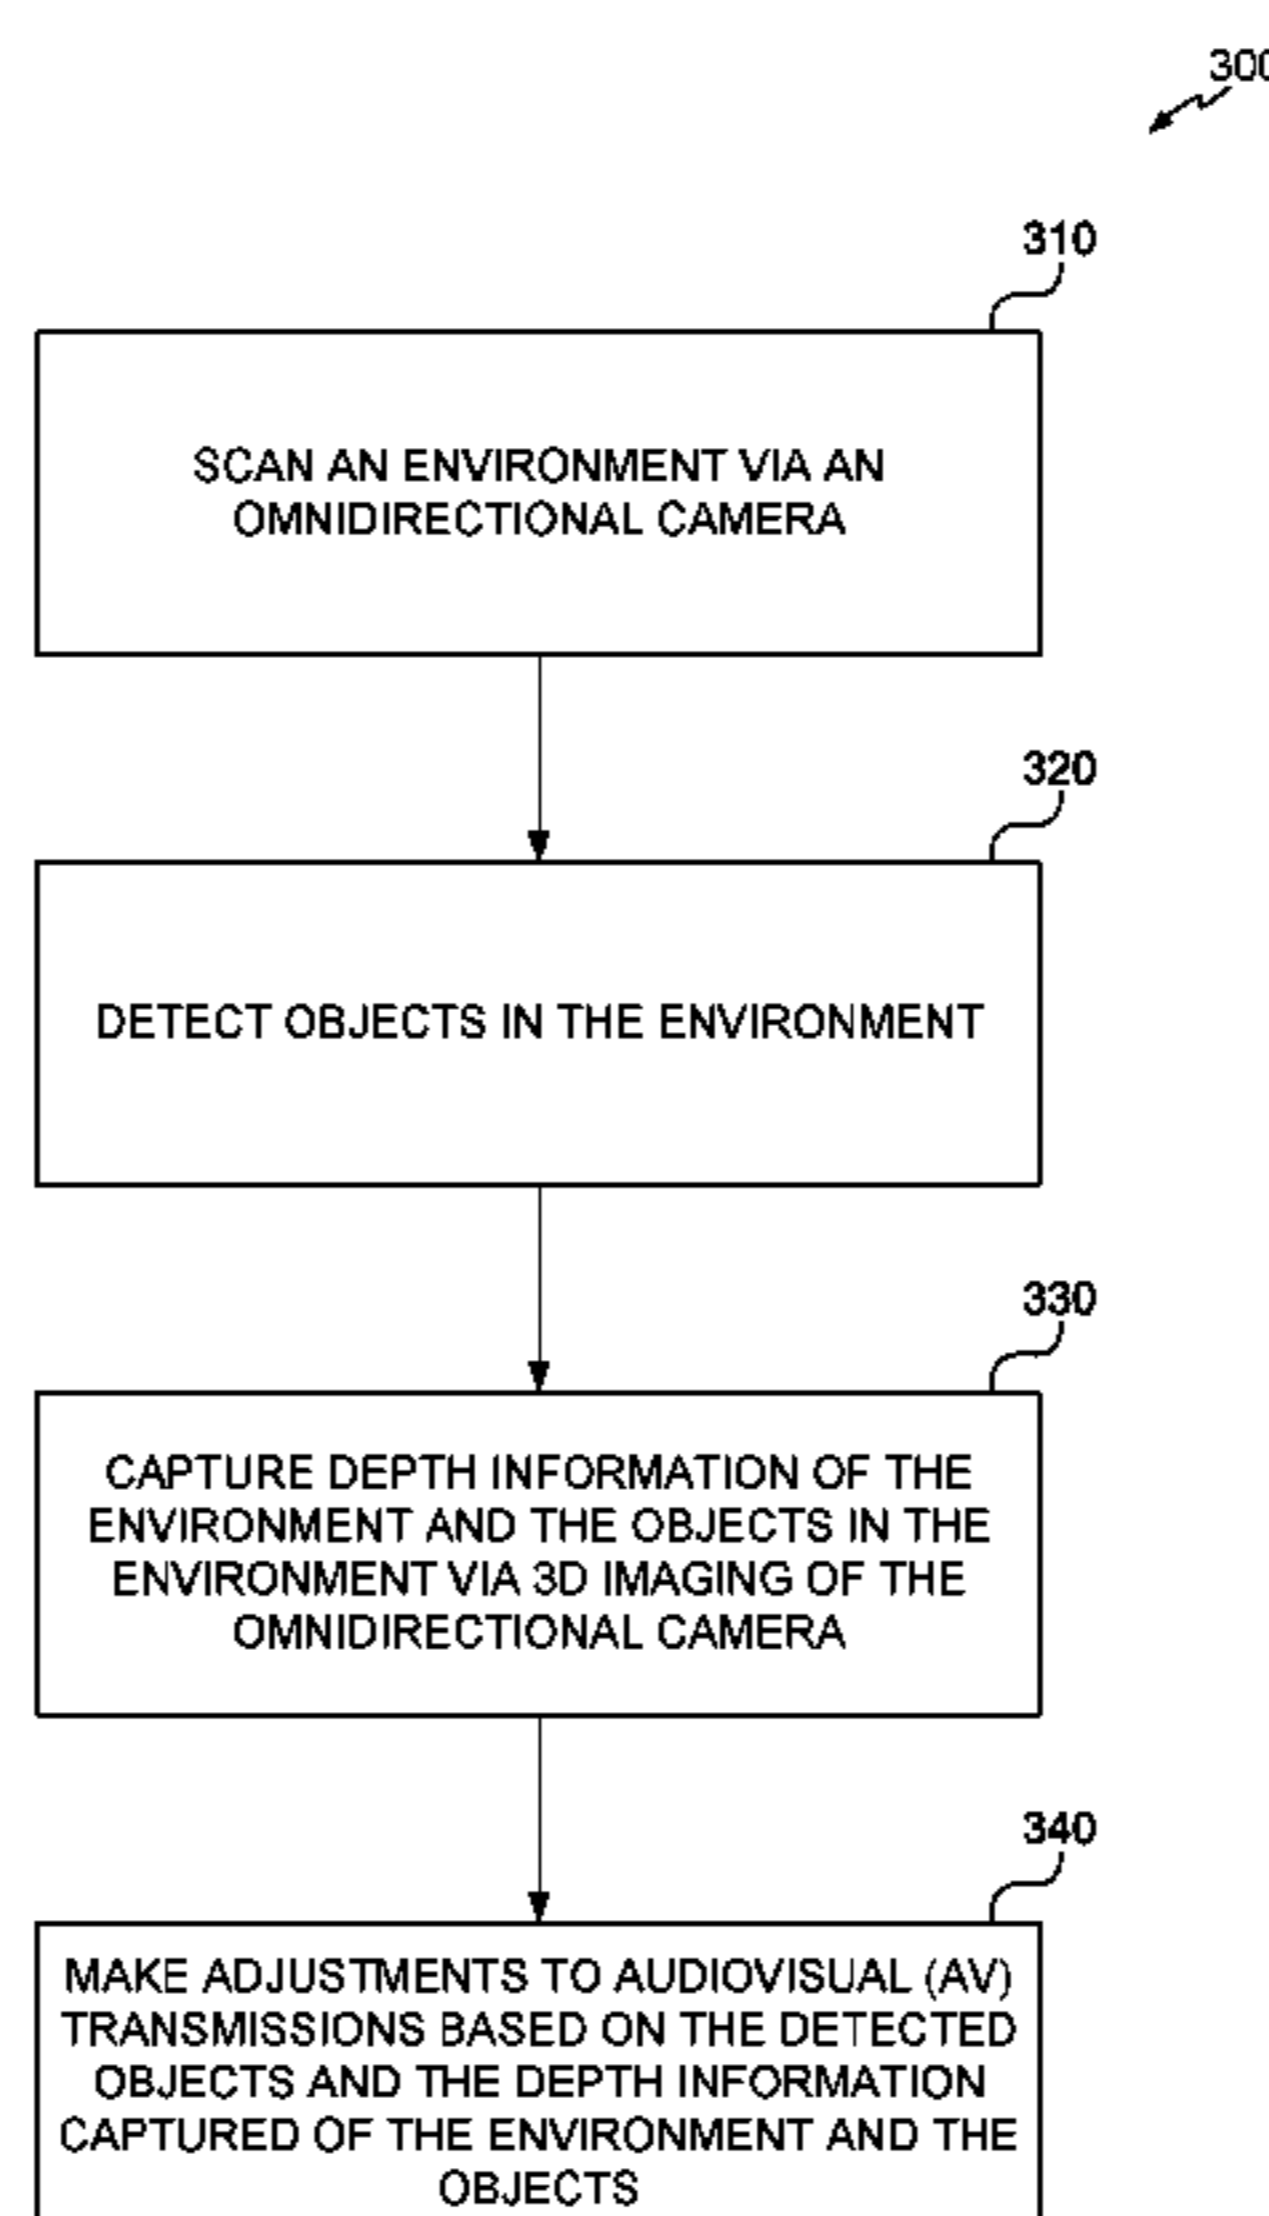 300
310
SCAN AN ENVIRONMENT VIA AN
OMNIDIRECTIONAL CAMERA
320
DETECT OBJECTS IN THE ENVIRONMENT
330
CAPTURE DEPTH INFORMATION OF THE
ENVIRONMENT AND THE OBJECTS IN THE
ENVIRONMENT VIA 3D IMAGING OF THE
OMNIDIRECTIONAL CAMERA
340
MAKE ADJUSTMENTS TO AUDIOVISUAL (AV)
TRANSMISSIONS BASED ON THE DETECTED
OBJECTS AND THE DEPTH INFORMATION
CAPTURED OF THE ENVIRONMENT AND THE
OBJECTS